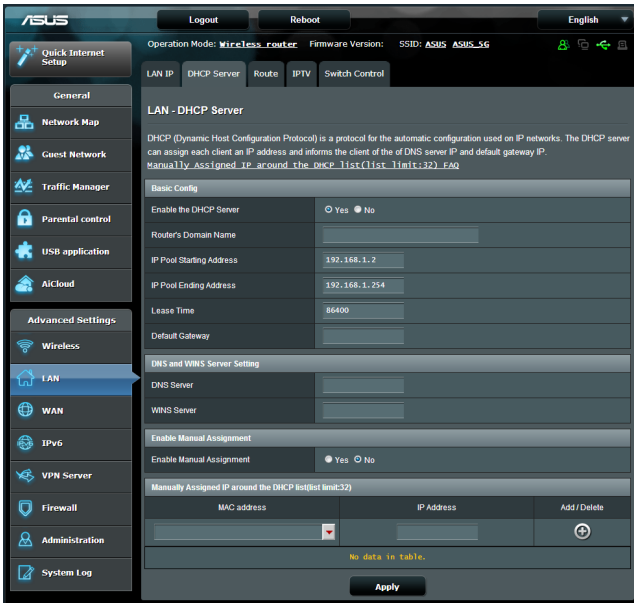 ASUS
Logout
Reboot
English
Quick Internet
Setup
Operation Mode: Wireless router Firmware Version: SSID: ASUS ASUS_5G
LAN IP
DHCP Server
Route
IPTV
Switch Control
General
Network Map
Guest Network
Traffic Manager
Parental control
USB application
AiCloud
Advanced Settings
Wireless
LAN
WAN
IPv6
VPN Server
Firewall
Administration
System Log
LAN - DHCP Server
DHCP (Dynamic Host Configuration Protocol) is a protocol for the automatic configuration used on IP networks. The DHCP server
can assign each client an IP address and informs the client of the of DNS server IP and default gateway IP.
Manually Assigned IP around the DHCP list(list limit:32) FAQ
Basic Config
Enable the DHCP Server Yes No
Router's Domain Name
IP Pool Starting Address 192.168.1.2
IP Pool Ending Address 192.168.1.254
Lease Time 86400
Default Gateway
DNS and WINS Server Setting
DNS Server
WINS Server
Enable Manual Assignment
Enable Manual Assignment Yes No
Manually Assigned IP around the DHCP list(list limit:32)
MAC address IP Address Add / Delete
No data in table.
Apply